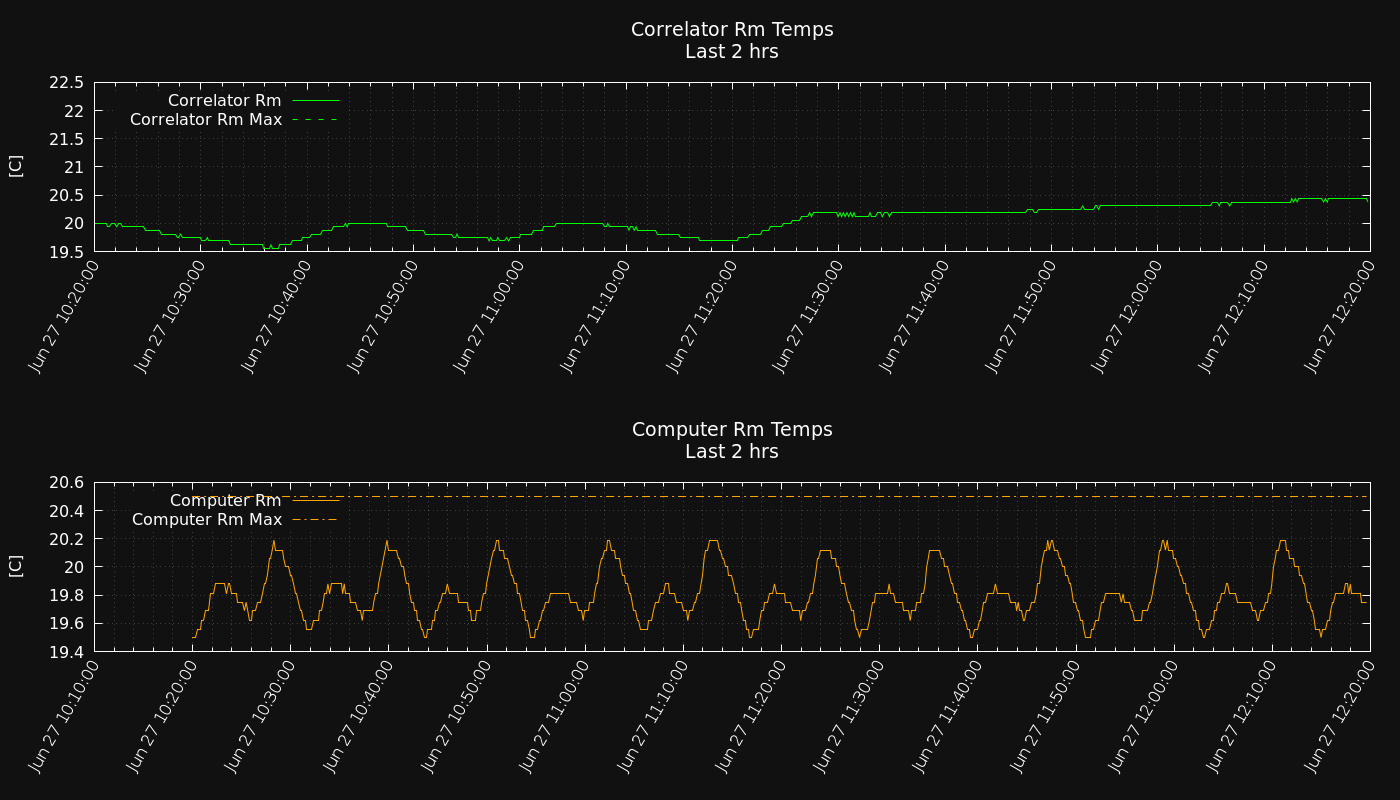 Correlator Rm Temps
Last 2 hrs
22.5
22
21.5
21
20.5
20
19.5
[C]
Correlator Rm
Correlator Rm Max
Jun 27 10:20:00
Jun 27 10:30:00
Jun 27 10:40:00
Jun 27 10:50:00
Jun 27 11:00:00
Jun 27 11:10:00
Jun 27 11:20:00
Jun 27 11:30:00
Jun 27 11:40:00
Jun 27 11:50:00
Jun 27 12:00:00
Jun 27 12:10:00
Jun 27 12:20:00
Computer Rm Temps
Last 2 hrs
20.6
20.4
20.2
20
19.8
19.6
19.4
[C]
Computer Rm
Computer Rm Max
Jun 27 10:10:00
Jun 27 10:20:00
Jun 27 10:30:00
Jun 27 10:40:00
Jun 27 10:50:00
Jun 27 11:00:00
Jun 27 11:10:00
Jun 27 11:20:00
Jun 27 11:30:00
Jun 27 11:40:00
Jun 27 11:50:00
Jun 27 12:00:00
Jun 27 12:10:00
Jun 27 12:20:00